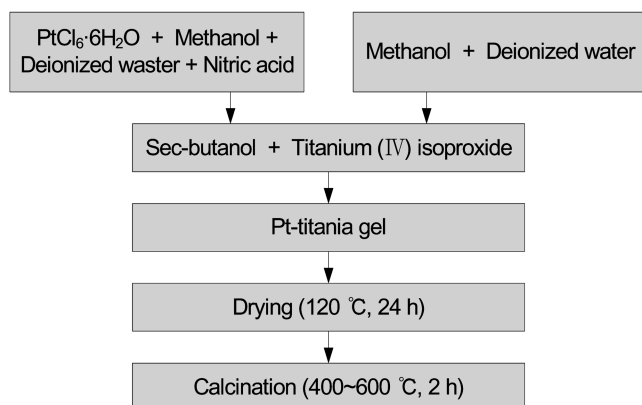 PtCl₆·6H₂O + Methanol +
Deionized waster + Nitric acid
Methanol + Deionized water
Sec-butanol + Titanium (Ⅳ) isoproxide
Pt-titania gel
Drying (120 ℃, 24 h)
Calcination (400~600 ℃, 2 h)